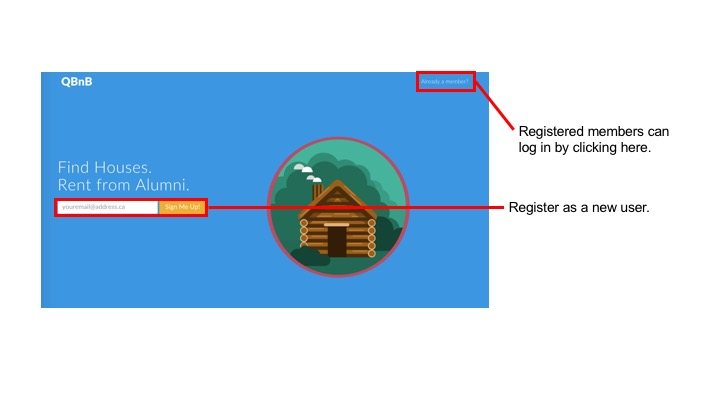 QBnB
Already a member?
Registered members can
log in by clicking here.
Find Houses.
Rent from Alumni.
youremail@address.ca
Sign Me Up!
Register as a new user.